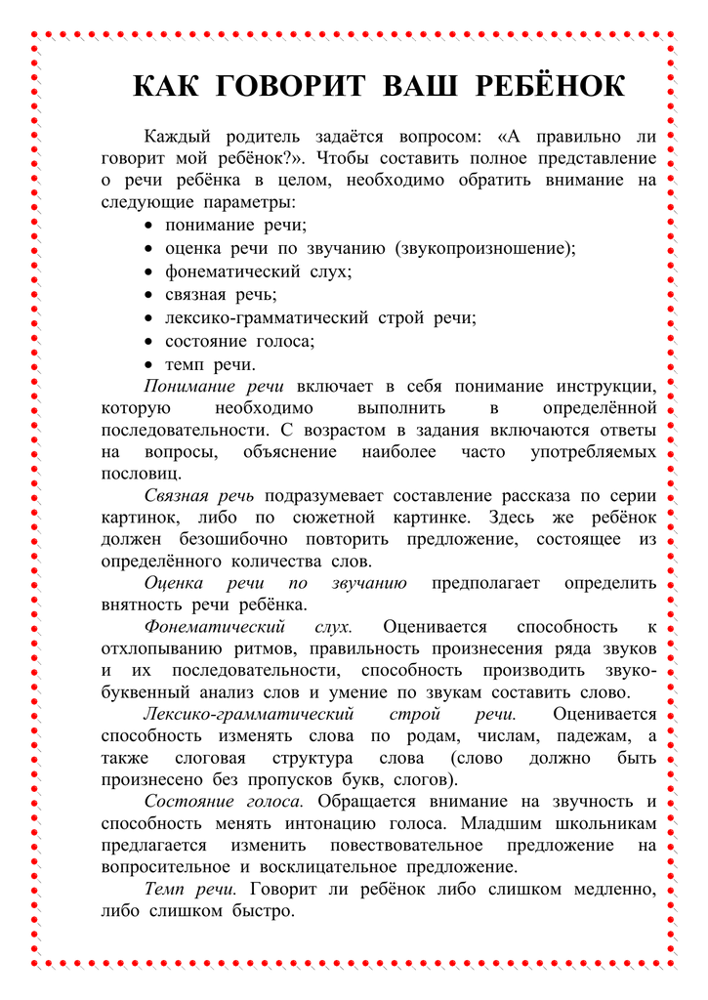 КАК ГОВОРИТ ВАШ РЕБЁНОК
Каждый родитель задаётся вопросом: «А правильно ли
говорит мой ребёнок?». Чтобы составить полное представление
о речи ребёнка в целом, необходимо обратить внимание на
следующие параметры:
• понимание речи;
• оценка речи по звучанию (звукопроизношение);
• фонематический слух;
• связная речь;
• лексико-грамматический строй речи;
• состояние голоса;
• темп речи.
Понимание речи включает в себя понимание инструкции,
которую необходимо выполнить в определённой
последовательности. С возрастом в задания включаются ответы
на вопросы, объяснение наиболее часто употребляемых
пословиц.
Связная речь подразумевает составление рассказа по серии
картинок, либо по сюжетной картинке. Здесь же ребёнок
должен безошибочно повторить предложение, состоящее из
определённого количества слов.
Оценка речи по звучанию предполагает определить
внятность речи ребёнка.
Фонематический слух. Оценивается способность к
отхлопыванию ритмов, правильность произнесения ряда звуков
и их последовательности, способность производить звуко-
буквенный анализ слов и умение по звукам составить слово.
Лексико-грамматический строй речи. Оценивается
способность изменять слова по родам, числам, падежам, а
также слоговая структура слова (слово должно быть
произнесено без пропусков букв, слогов).
Состояние голоса. Обращается внимание на звучность и
способность менять интонацию голоса. Младшим школьникам
предлагается изменить повествовательное предложение на
вопросительное и восклицательное предложение.
Темп речи. Говорит ли ребёнок либо слишком медленно,
либо слишком быстро.